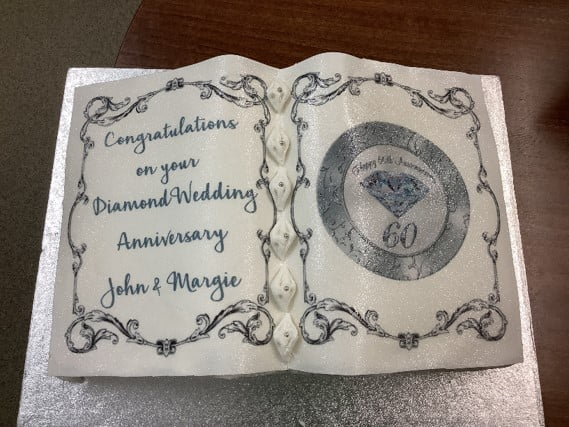 Congratulations
on your
Diamond Wedding
Anniversary
John & Margie
Happy 60th Anniversary
60